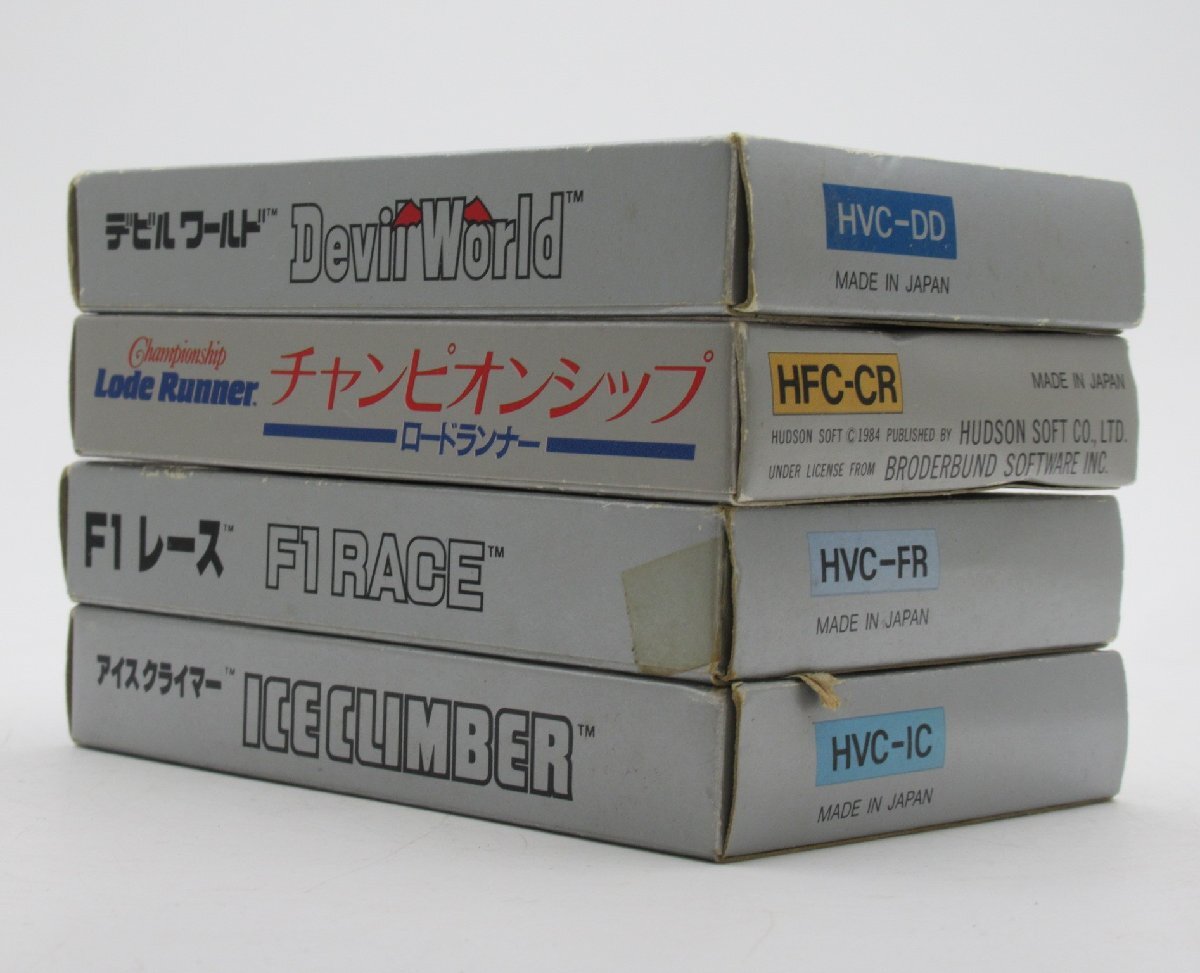 デビル ワールド™ Devil World™
HVC-DD
MADE IN JAPAN
Championship
Lode Runner.
チャンピオンシップ
ロードランナー
HFC-CR
MADE IN JAPAN
HUDSON SOFT © 1984 PUBLISHED BY HUDSON SOFT CO., LTD.
UNDER LICENSE FROM BRODERBUND SOFTWARE INC.
F1 レース™ F1 RACE™
HVC-FR
MADE IN JAPAN
アイスクライマー™ ICE CLIMBER™
HVC-IC
MADE IN JAPAN